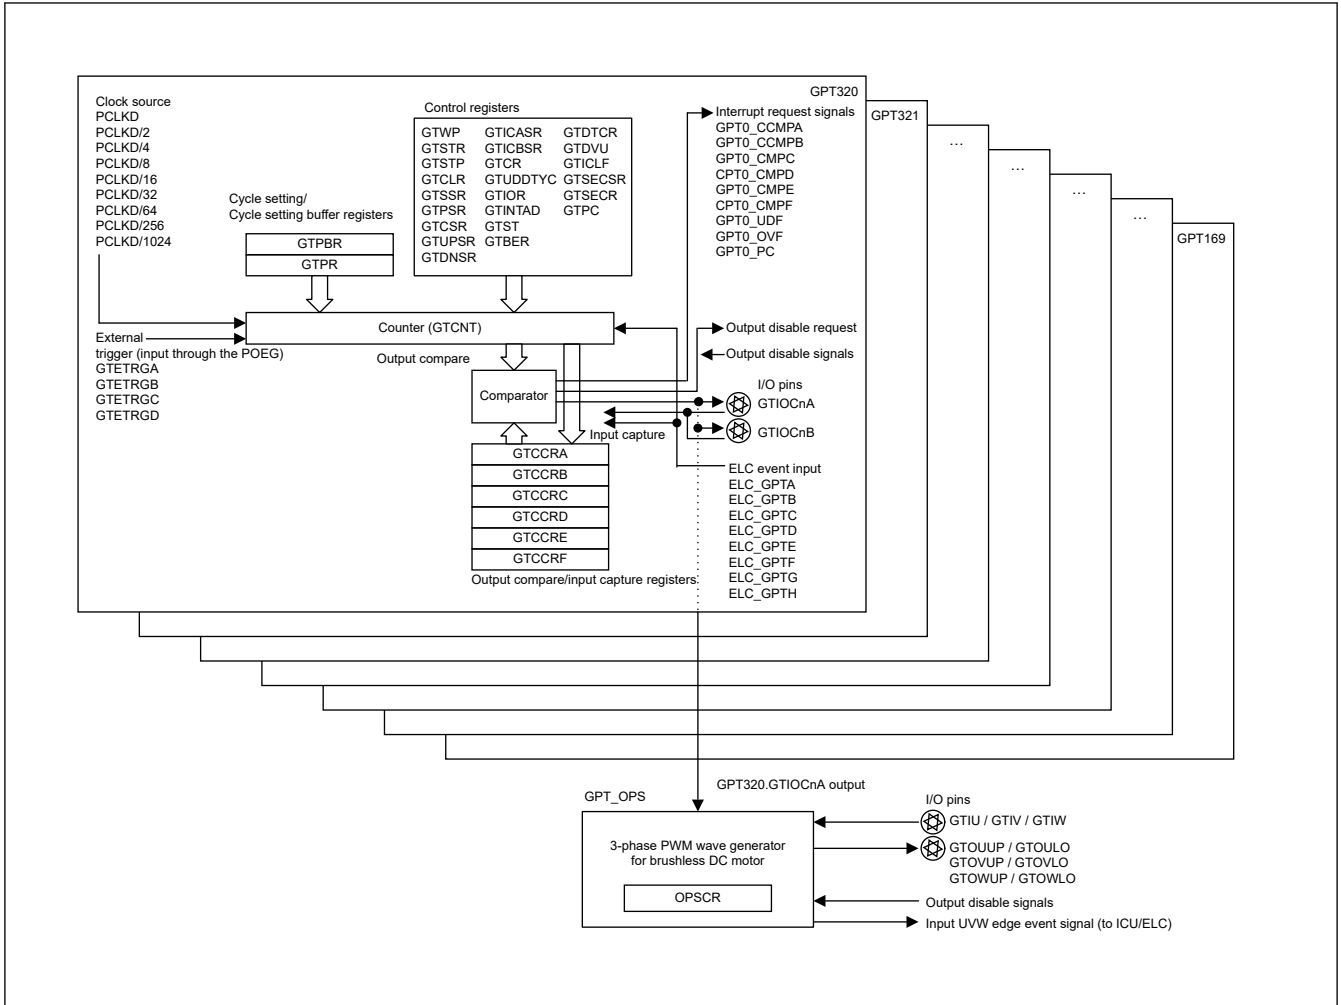 GPT320
GPT321
…
…
…
…
GPT169
Clock source
PCLKD
PCLKD/2
PCLKD/4
PCLKD/8
PCLKD/16
PCLKD/32
PCLKD/64
PCLKD/256
PCLKD/1024
Cycle setting/
Cycle setting buffer registers
GTPBR
GTPR
Control registers
GTWP GTICASR GTDTCR
GTSTR GTICBSR GTDVU
GTSTP GTCR GTICLF
GTCLR GTUDDTYC GTSECSR
GTSSR GTIOR GTSECR
GTPSR GTINTAD GTPC
GTCSR GTST
GTUPSR GTBER
GTDNSR
Interrupt request signals
GPT0_CCMPA
GPT0_CCMPB
GPT0_CMPC
CPT0_CMPD
GPT0_CMPE
CPT0_CMPF
GPT0_UDF
GPT0_OVF
GPT0_PC
Counter (GTCNT)
External
trigger (input through the POEG)
GTETRGA
GTETRGB
GTETRGC
GTETRGD
Output compare
Comparator
Output disable request
Output disable signals
I/O pins
GTIOCnA
GTIOCnB
Input capture
GTCCRA
GTCCRB
GTCCRC
GTCCRD
GTCCRE
GTCCRF
Output compare/input capture registers
ELC event input
ELC_GPTA
ELC_GPTB
ELC_GPTC
ELC_GPTD
ELC_GPTE
ELC_GPTF
ELC_GPTG
ELC_GPTH
GPT320.GTIOCnA output
GPT_OPS
3-phase PWM wave generator
for brushless DC motor
OPSCR
I/O pins
GTIU / GTIV / GTIW
GTOUUP / GTOULO
GTOVUP / GTOVLO
GTOWUP / GTOWLO
Output disable signals
Input UVW edge event signal (to ICU/ELC)